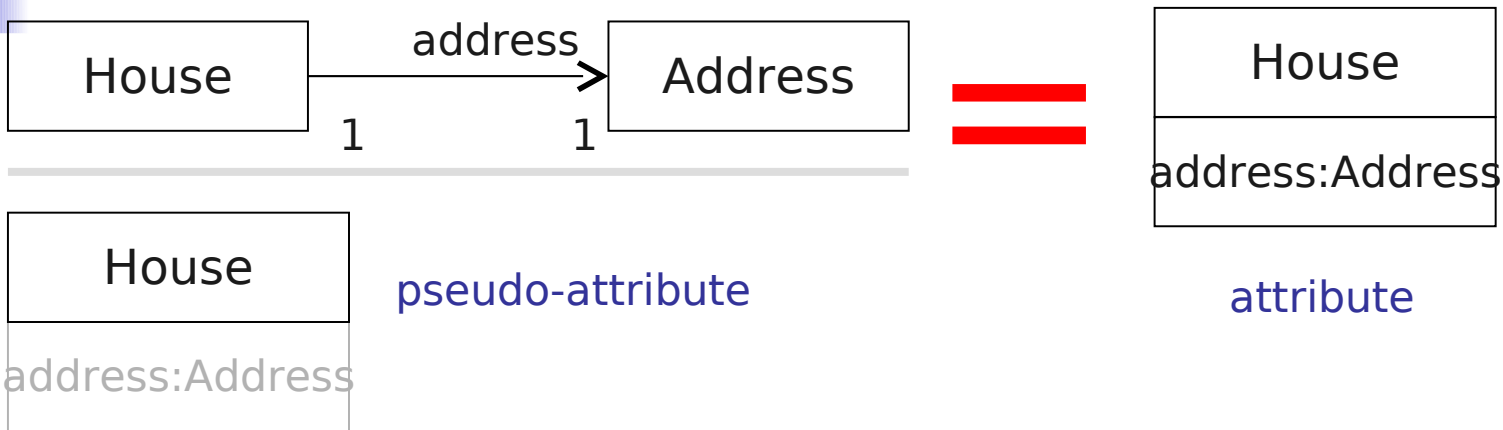 address
House
Address
1
1
House
pseudo-attribute
address:Address
House
address:Address
attribute